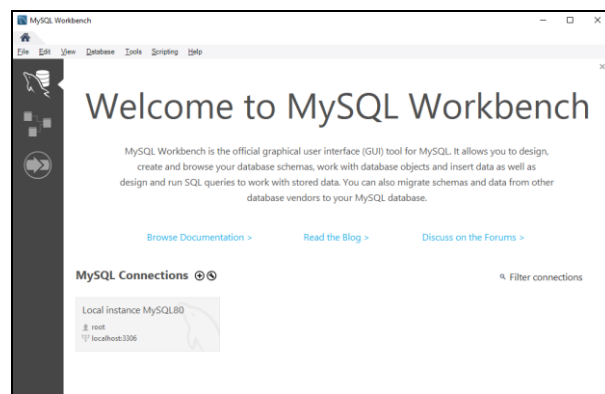 MySQL Workbench
File Edit View Database Tools Scripting Help
Welcome to MySQL Workbench
MySQL Workbench is the official graphical user interface (GUI) tool for MySQL. It allows you to design,
create and browse your database schemas, work with database objects and insert data as well as
design and run SQL queries to work with stored data. You can also migrate schemas and data from other
database vendors to your MySQL database.
Browse Documentation > Read the Blog > Discuss on the Forums >
MySQL Connections Filter connections
Local instance MySQL80
root
localhost:3306